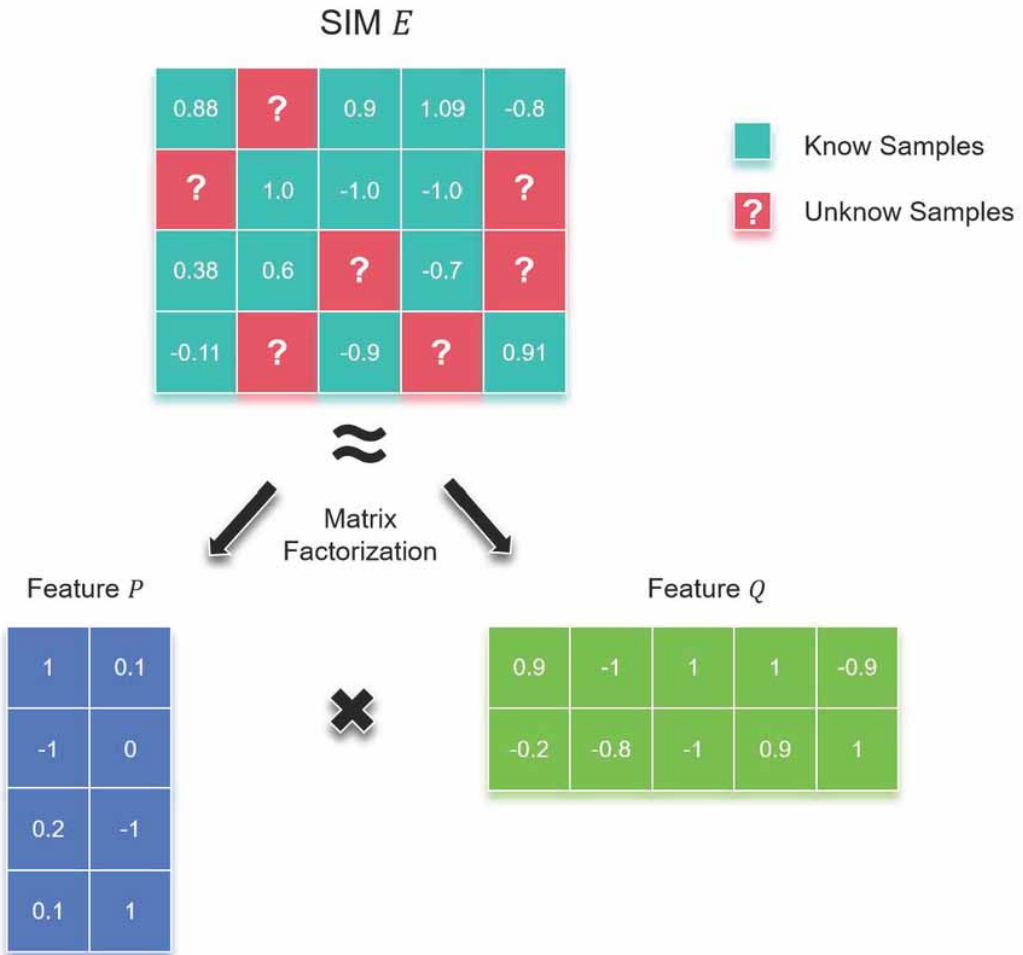 SIM E
0.88 ? 0.9 1.09 -0.8
Know Samples
? 1.0 -1.0 -1.0 ?
? Unknow Samples
0.38 0.6 ? -0.7 ?
-0.11 ? -0.9 ? 0.91
≈
Matrix
Factorization
Feature P
1 0.1
-1 0
0.2 -1
0.1 1
✖
Feature Q
0.9 -1 1 1 -0.9
-0.2 -0.8 -1 0.9 1